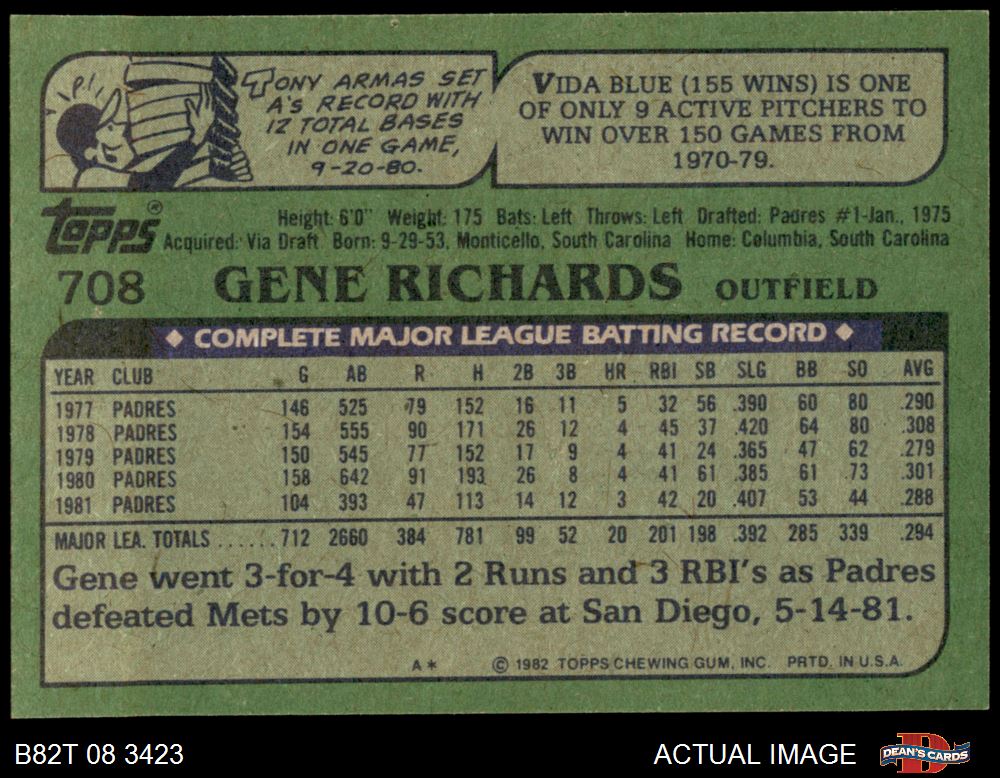 P!
TONY ARMAS SET
A'S RECORD WITH
12 TOTAL BASES
IN ONE GAME,
9-20-80.
VIDA BLUE (155 WINS) IS ONE
OF ONLY 9 ACTIVE PITCHERS TO
WIN OVER 150 GAMES FROM
1970-79.
Topps®
Height: 6'0" Weight: 175 Bats: Left Throws: Left Drafted: Padres #1-Jan., 1975
Acquired: Via Draft Born: 9-29-53, Monticello, South Carolina Home: Columbia, South Carolina
708 GENE RICHARDS OUTFIELD
◆ COMPLETE MAJOR LEAGUE BATTING RECORD ◆
YEAR CLUB G AB R H 2B 3B HR RBI SB SLG BB SO AVG
1977 PADRES 146 525 79 152 16 11 5 32 56 .390 60 80 .290
1978 PADRES 154 555 90 171 26 12 4 45 37 .420 64 80 .308
1979 PADRES 150 545 77 152 17 9 4 41 24 .365 47 62 .279
1980 PADRES 158 642 91 193 26 8 4 41 61 .385 61 73 .301
1981 PADRES 104 393 47 113 14 12 3 42 20 .407 53 44 .288
MAJOR LEA. TOTALS ...... 712 2660 384 781 99 52 20 201 198 .392 285 339 .294
Gene went 3-for-4 with 2 Runs and 3 RBI's as Padres
defeated Mets by 10-6 score at San Diego, 5-14-81.
A* © 1982 TOPPS CHEWING GUM, INC. PRTD. IN U.S.A.
B82T 08 3423 ACTUAL IMAGE DEAN'S CARDS